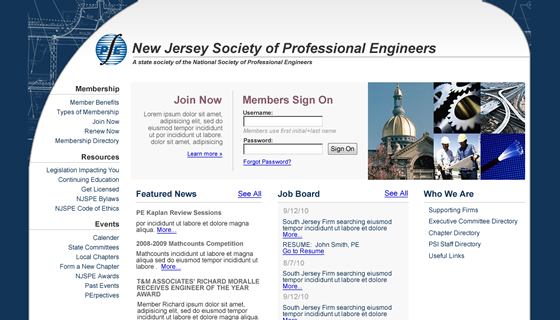 PE
New Jersey Society of Professional Engineers
A state society of the National Society of Professional Engineers
Membership
Member Benefits
Types of Membership
Join Now
Renew Now
Membership Directory
Resources
Legislation Impacting You
Continuing Education
Get Licensed
NJSPE Bylaws
NJSPE Code of Ethics
Events
Calender
State Committees
Local Chapters
Form a New Chapter
NJSPE Awards
Past Events
PErpectives
Join Now
Lorem ipsum dolor sit amet,
adipisicing elit, sed do
eiusmod tempor incididunt
ut por incididunt ut labore
dolor sit amet, adipisicing
Learn more »
Members Sign On
Username:
Members use first initial+last name
Password:
Sign On
Forgot Password?
Featured News See All
PE Kaplan Review Sessions
por incididunt ut labore et dolore magna
aliqua. More...
2008-2009 Mathcounts Competition
Mathcounts incididunt ut labore et magna
aliqua sed do eiusmod tempor incididunt ut
labor . More...
T&M ASSOCIATES' RICHARD MORALLE
RECEIVES ENGINEER OF THE YEAR
AWARD
Member Richard ipsum dolor sit amet,
adipisicing elit, sed do eiusmod tempor
incididunt ut labore et dolore magna aliqua.
Job Board See All
9/12/10
South Jersey Firm searching eiusmod
tempor incididunt ut labore et dolore
More...
RESUME: John Smith, PE
Go to Resume
8/7/10
South Jersey Firm searching eiusmod
tempor incididunt ut labore et dolore
More...
9/12/10
South Jersey Firm searching eiusmod
tempor incididunt ut labore et dolore
Who We Are
Supporting Firms
Executive Committee Directory
Chapter Directory
PSI Staff Directory
Useful Links